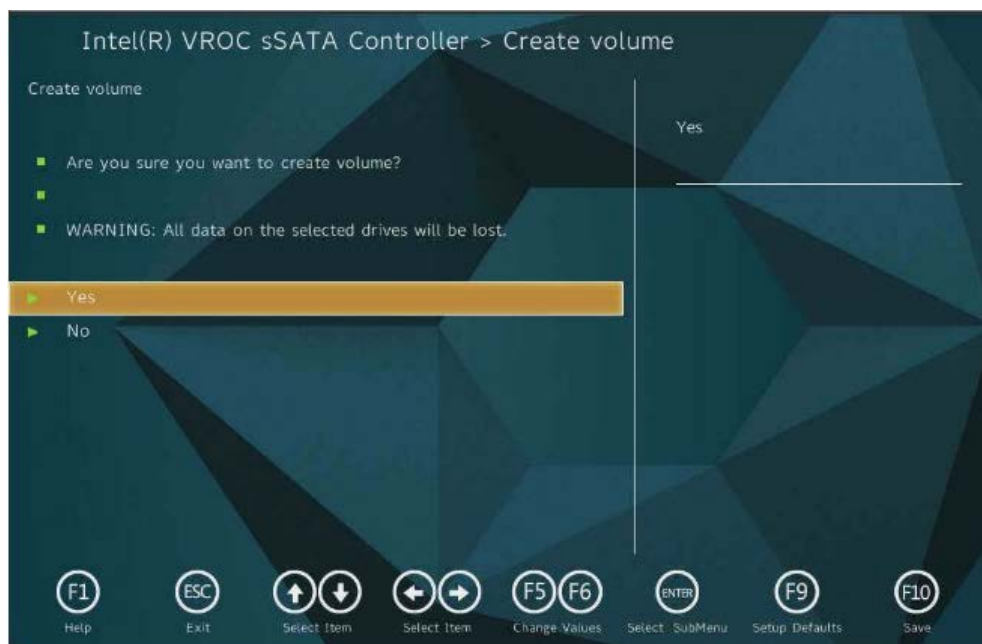 Intel(R) VROC sSATA Controller > Create volume
Create volume
Yes
Are you sure you want to create volume?
WARNING: All data on the selected drives will be lost.
Yes
No
F1 ESC F5 F6 ENTER F9 F10
Help Exit Select Item Select Item Change Values Select SubMenu Setup Defaults Save